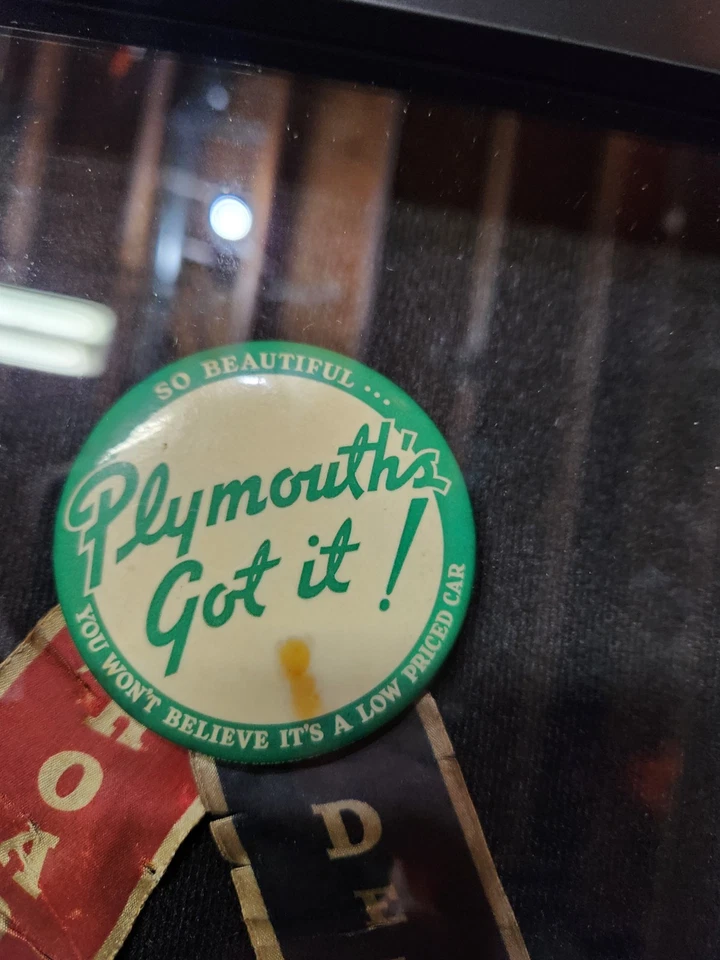 SO BEAUTIFUL...
Plymouth's
Got it!
YOU WON'T BELIEVE IT'S A LOW PRICED CAR
H
O
A
D
E